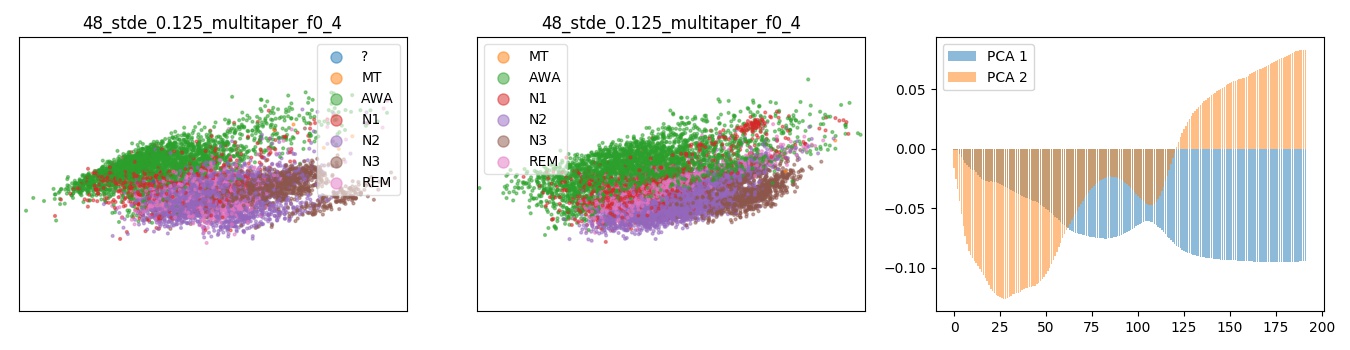 48_stde_0.125_multitaper_f0_4
?
MT
AWA
N1
N2
N3
REM
48_stde_0.125_multitaper_f0_4
MT
AWA
N1
N2
N3
REM
PCA 1
PCA 2
0.05
0.00
−0.05
−0.10
0 25 50 75 100 125 150 175 200